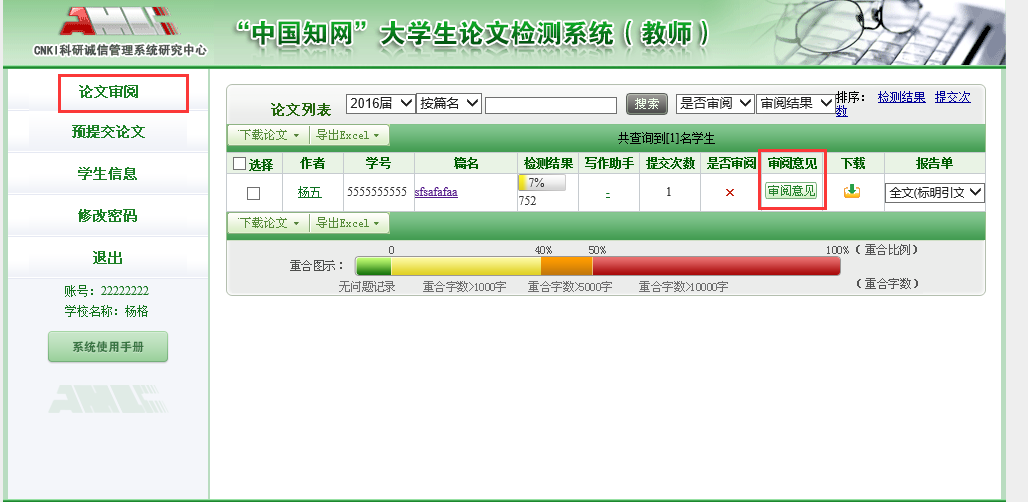 AMLC
CNKI科研诚信管理系统研究中心
“中国知网”大学生论文检测系统（教师）
论文审阅
预提交论文
学生信息
修改密码
退出
账号：22222222
学校名称：杨格
系统使用手册
论文列表 2016届 按篇名 搜索 是否审阅 审阅结果 排序： 检测结果 提交次数
下载论文 导出Excel 共查询到[1]名学生
选择 作者 学号 篇名 检测结果 写作助手 提交次数 是否审阅 审阅意见 下载 报告单
杨五 5555555555 sfsafafaa 7% 752 - 1 × 审阅意见 全文(标明引文
下载论文 导出Excel
0 40% 50% 100% （重合比例）
重合图示：
无问题记录 重合字数>1000字 重合字数>5000字 重合字数>10000字 （重合字数）